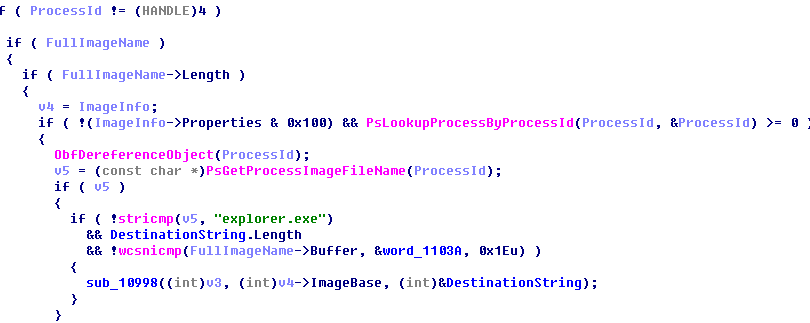 f ( ProcessId != (HANDLE)4 )
if ( FullImageName )
{
if ( FullImageName->Length )
{
v4 = ImageInfo;
if ( !(ImageInfo->Properties & 0x100) && PsLookupProcessByProcessId(ProcessId, &ProcessId) >= 0 )
{
ObfDereferenceObject(ProcessId);
v5 = (const char *)PsGetProcessImageFileName(ProcessId);
if ( v5 )
{
if ( !stricmp(v5, "explorer.exe")
&& DestinationString.Length
&& !wcsnicmp(FullImageName->Buffer, &word_1103A, 0x1Eu) )
{
sub_10998((int)v3, (int)v4->ImageBase, (int)&DestinationString);
}
}